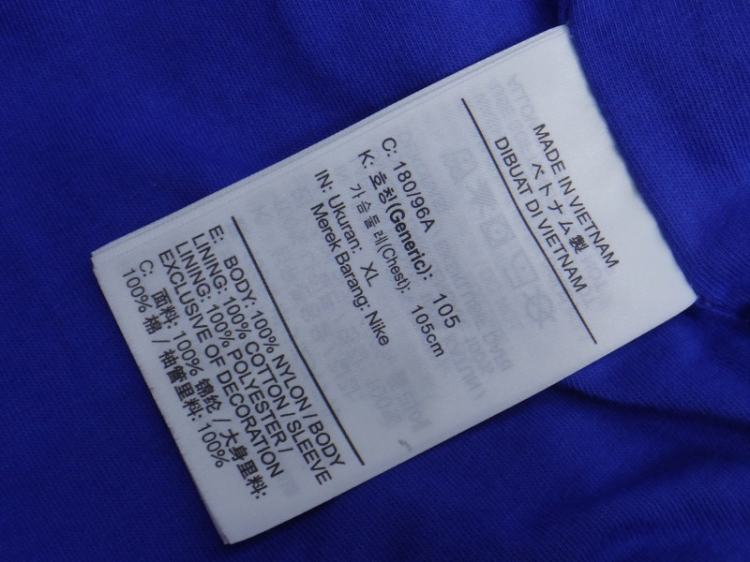 MADE IN VIETNAM
ベトナム製
DIBUAT DI VIETNAM
C: 180/96A
K: 호칭(Generic): 105
가슴둘레(Chest): 105cm
IN: Ukuran: XL
Merek Barang: Nike
E: BODY: 100% NYLON / BODY
LINING: 100% COTTON / SLEEVE
LINING: 100% POLYESTER /
EXCLUSIVE OF DECORATION
C: 面料: 100% 锦纶 / 大身里料:
100% 棉 / 袖管里料: 100%